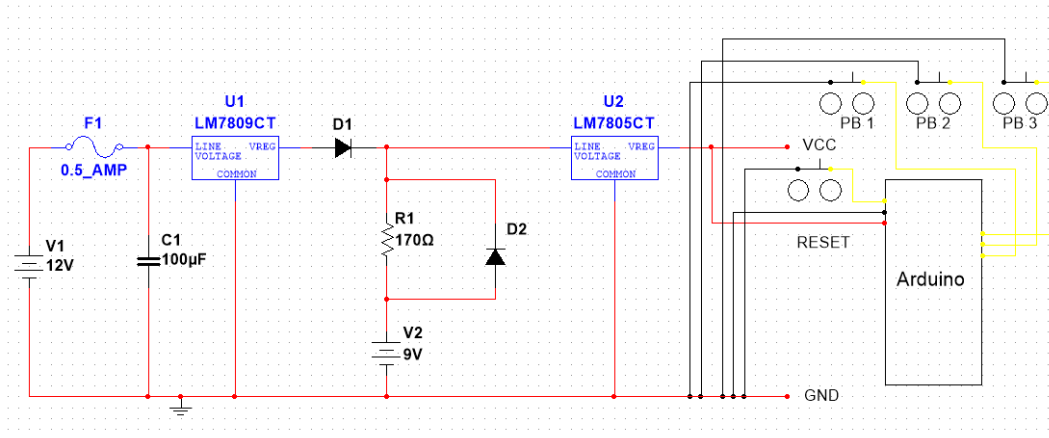 F1
0.5_AMP
V1
12V
C1
100µF
U1
LM7809CT
LINE VREG
VOLTAGE
COMMON
D1
R1
170Ω
D2
V2
9V
U2
LM7805CT
LINE VREG
VOLTAGE
COMMON
PB 1
PB 2
PB 3
VCC
RESET
Arduino
GND